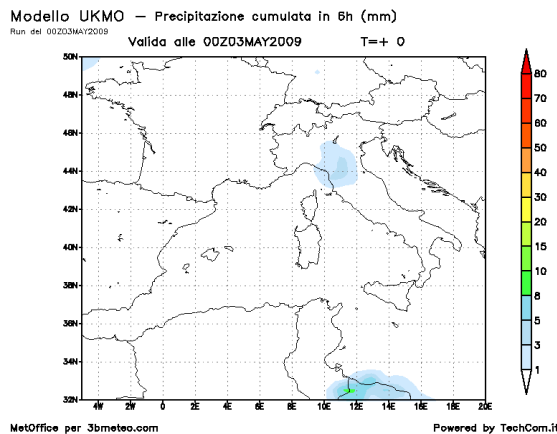 Modello UKMO – Precipitazione cumulata in 6h (mm)
Run del 00Z03MAY2009
Valida alle 00Z03MAY2009 T=+ 0
50N
48N
46N
44N
42N
40N
38N
36N
34N
32N
4W 2W 0 2E 4E 6E 8E 10E 12E 14E 16E 18E 20E
80
70
60
50
40
30
20
15
10
8
5
3
1
MetOffice per 3bmeteo.com Powered by TechCom.it